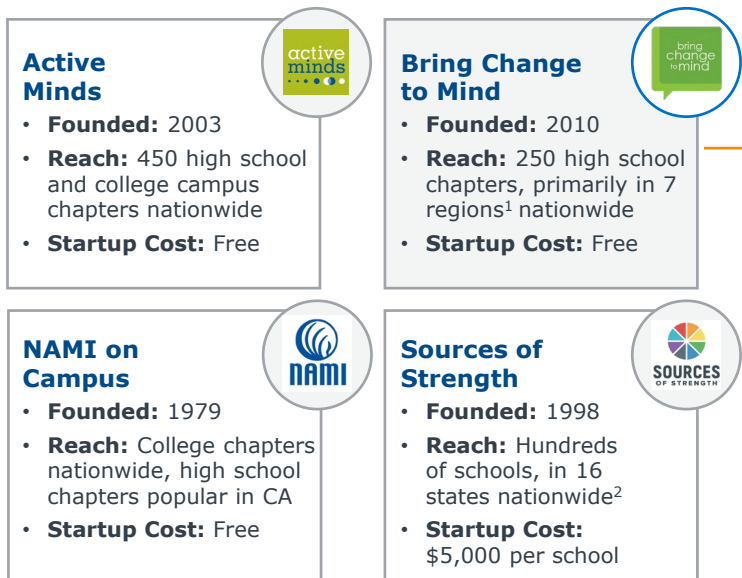 Active
Minds
active
minds
• Founded: 2003
• Reach: 450 high school
and college campus
chapters nationwide
• Startup Cost: Free
Bring Change
to Mind
bring
change
to mind
• Founded: 2010
• Reach: 250 high school
chapters, primarily in 7
regions¹ nationwide
• Startup Cost: Free
NAMI on
Campus
NAMI
• Founded: 1979
• Reach: College chapters
nationwide, high school
chapters popular in CA
• Startup Cost: Free
Sources of
Strength
SOURCES
OF STRENGTH
• Founded: 1998
• Reach: Hundreds
of schools, in 16
states nationwide²
• Startup Cost:
$5,000 per school